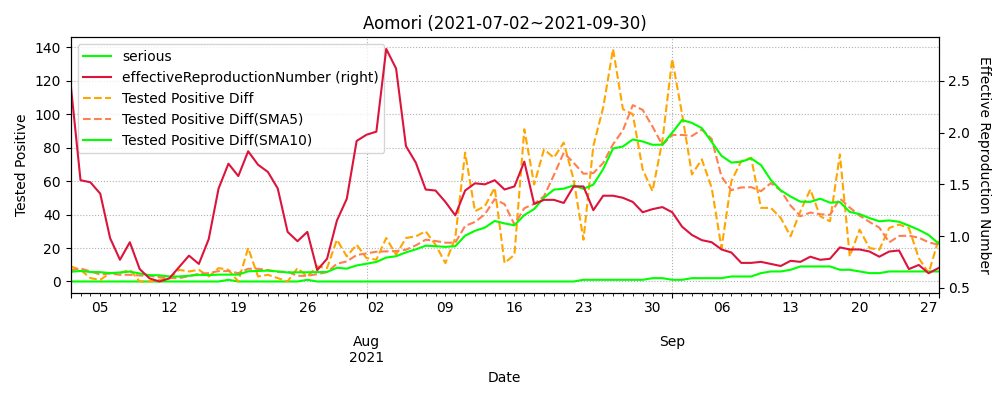 Aomori (2021-07-02~2021-09-30)
serious
effectiveReproductionNumber (right)
Tested Positive Diff
Tested Positive Diff(SMA5)
Tested Positive Diff(SMA10)
Tested Positive
140
120
100
80
60
40
20
0
Effective Reproduction Number
2.5
2.0
1.5
1.0
0.5
05 12 19 26 02 09 16 23 30 06 13 20 27
Aug Sep
2021
Date